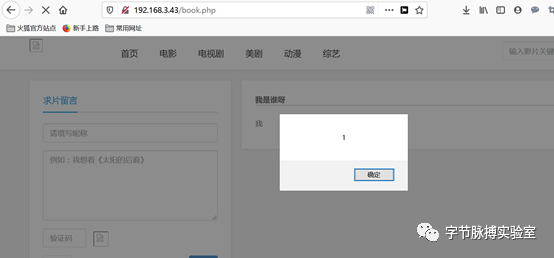 192.168.3.43/book.php
火狐官方站点 新手上路 常用网址
首页 电影 电视剧 美剧 动漫 综艺
输入影片关键
求片留言
请填写昵称
例如：我想看《太阳的后裔》
验证码
我是谁呀
我
1
确定
字节脉搏实验室